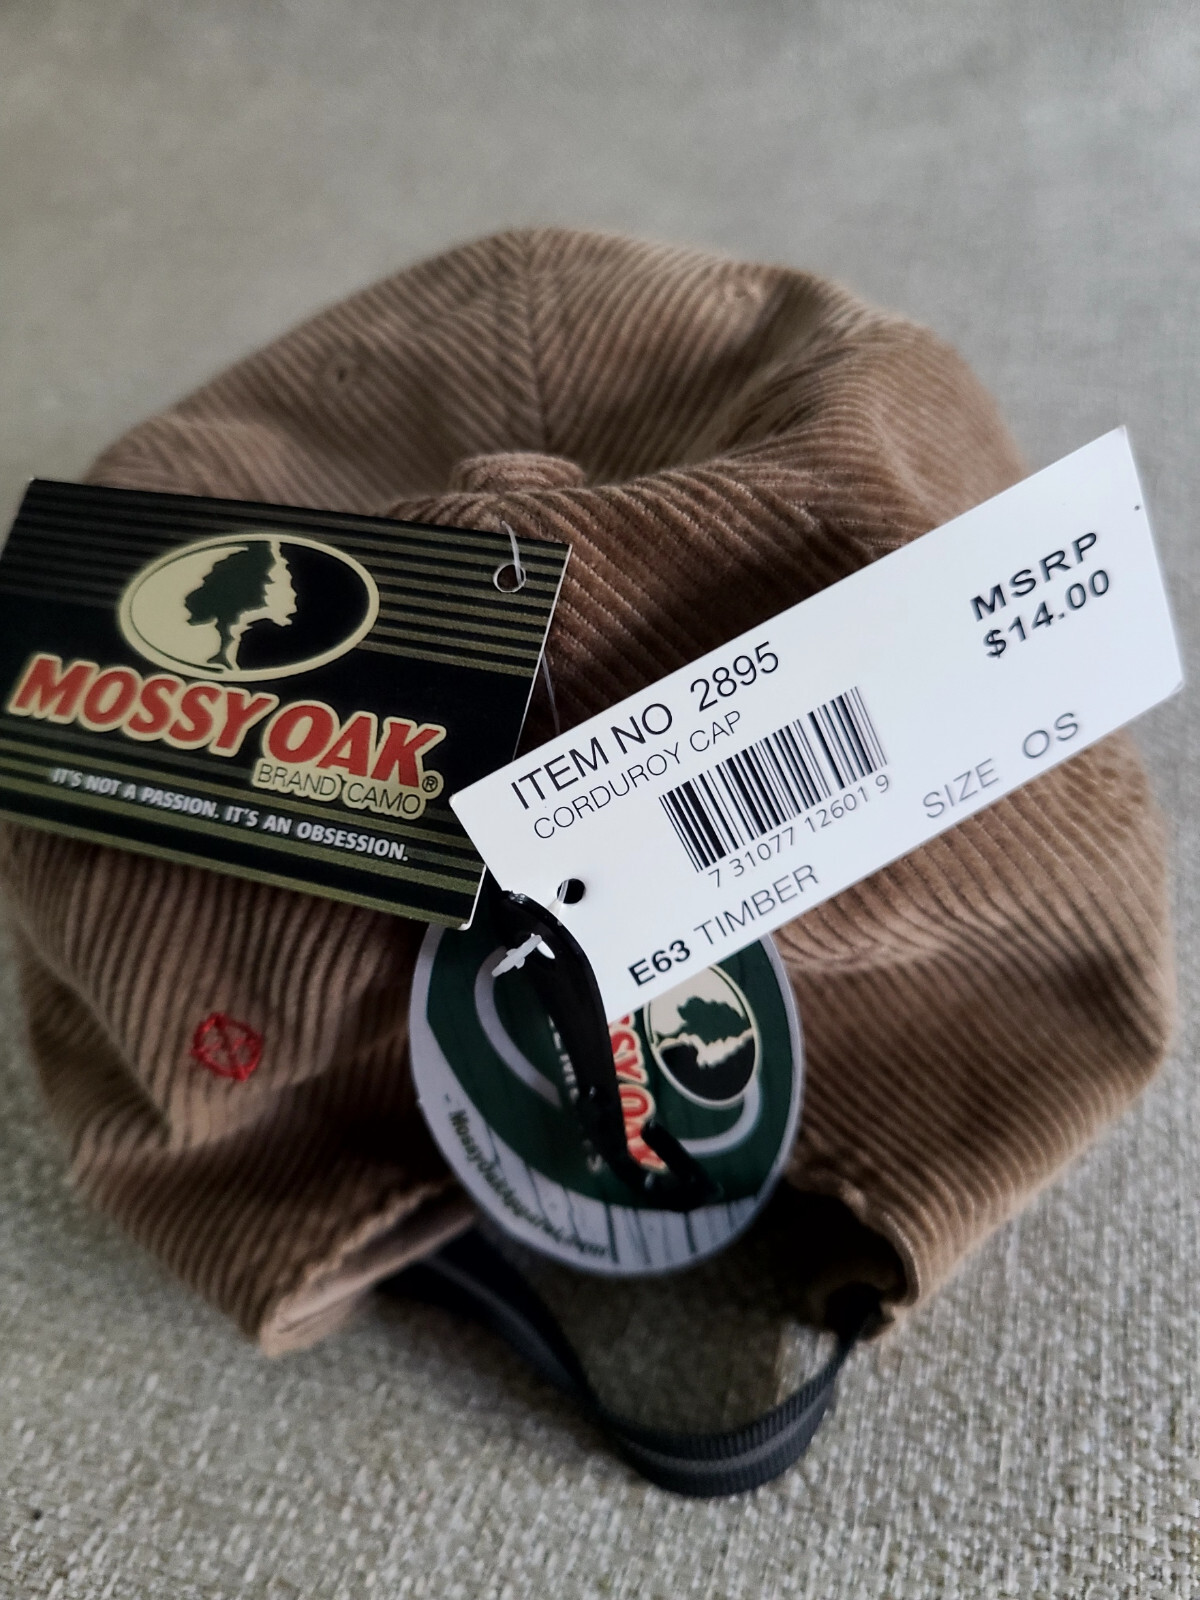 MOSSY OAK®
BRAND CAMO
IT'S NOT A PASSION. IT'S AN OBSESSION.
ITEM NO 2895
CORDUROY CAP
7 31077 12601 9
E63 TIMBER
MSRP
$14.00
SIZE OS